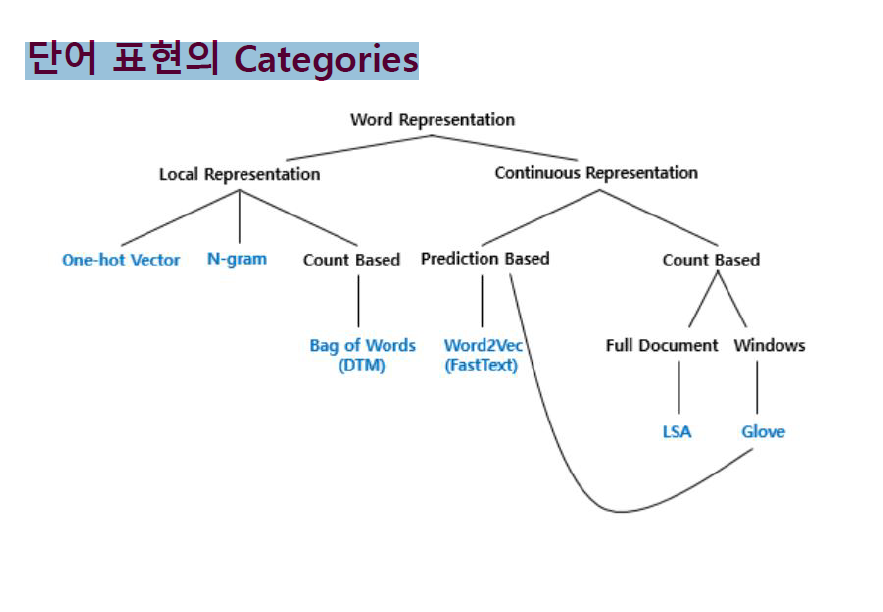 단어 표현의 Categories
Word Representation
Local Representation
Continuous Representation
One-hot Vector
N-gram
Count Based
Prediction Based
Count Based
Bag of Words
(DTM)
Word2Vec
(FastText)
Full Document
Windows
LSA
Glove